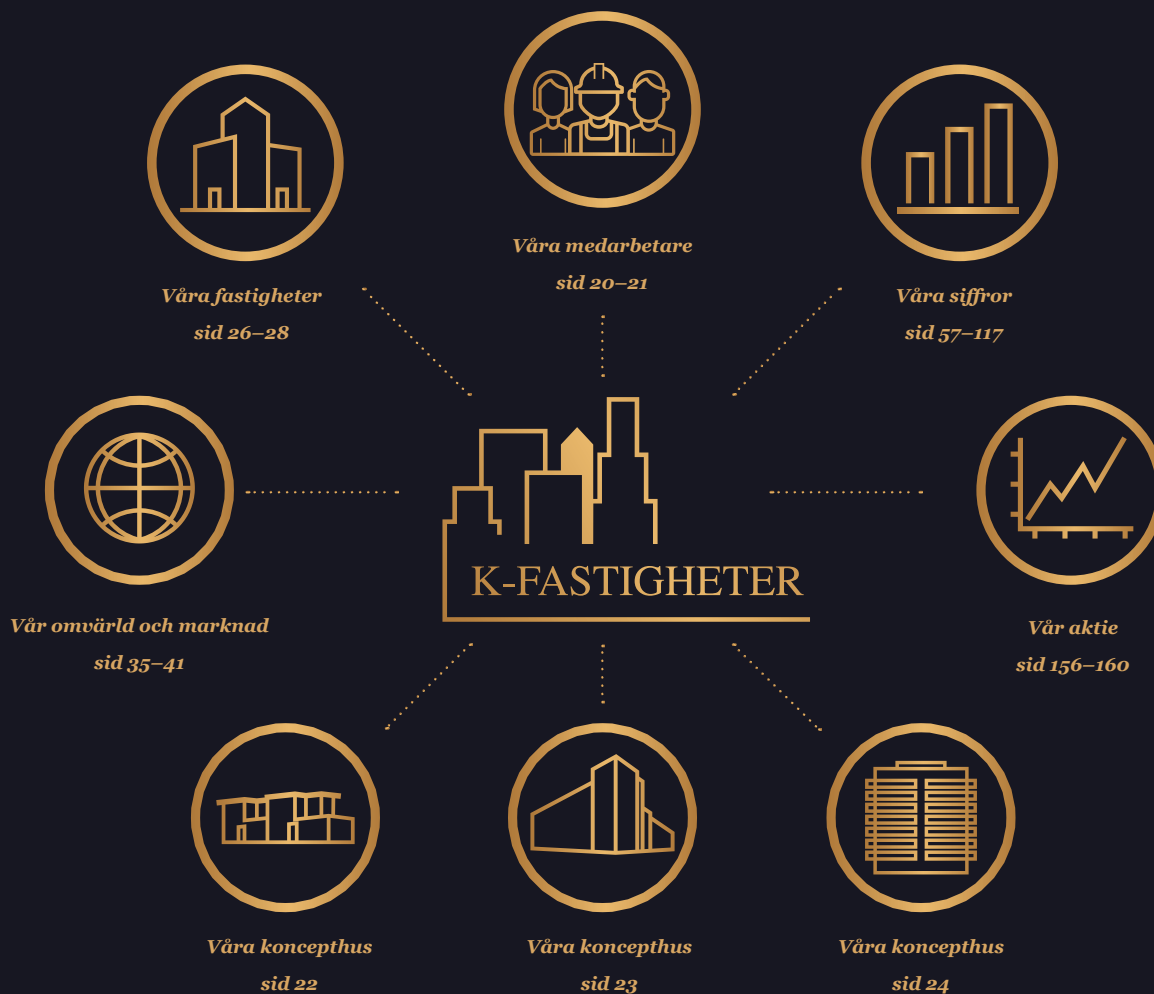 Våra medarbetare
sid 20–21
Våra fastigheter
sid 26–28
Våra siffror
sid 57–117
K-FASTIGHETER
Vår omvärld och marknad
sid 35–41
Vår aktie
sid 156–160
Våra koncepthus
sid 22
Våra koncepthus
sid 23
Våra koncepthus
sid 24